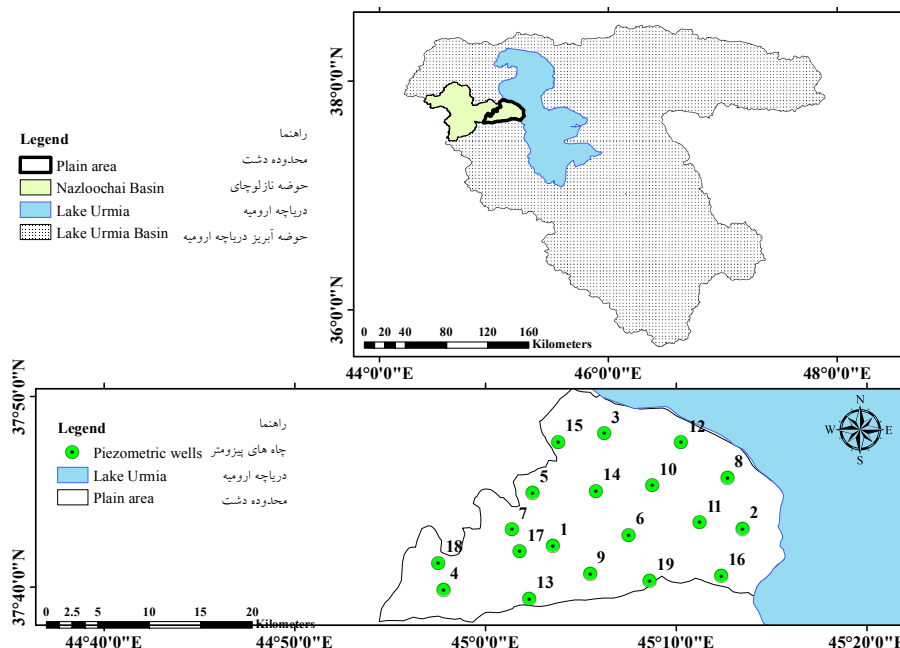 38°0'0"N
36°0'0"N
Legend
راهنما
Plain area
محدوده دشت
Nazloochai Basin
حوضه نازلوچای
Lake Urmia
دریاچه ارومیه
Lake Urmia Basin
حوضه آبریز دریاچه ارومیه
0 20 40 80 120 160
Kilometers
44°0'0"E 46°0'0"E 48°0'0"E
37°50'0"N
37°40'0"N
Legend
راهنما
Piezometric wells
چاه های پیزومتر
Lake Urmia
دریاچه ارومیه
Plain area
محدوده دشت
N
W E
S
15 3 12
8
5 14 10
7 17 1 6 11 2
18
4 13 9 19 16
0 2.5 5 10 15 20
Kilometers
44°40'0"E 44°50'0"E 45°0'0"E 45°10'0"E 45°20'0"E